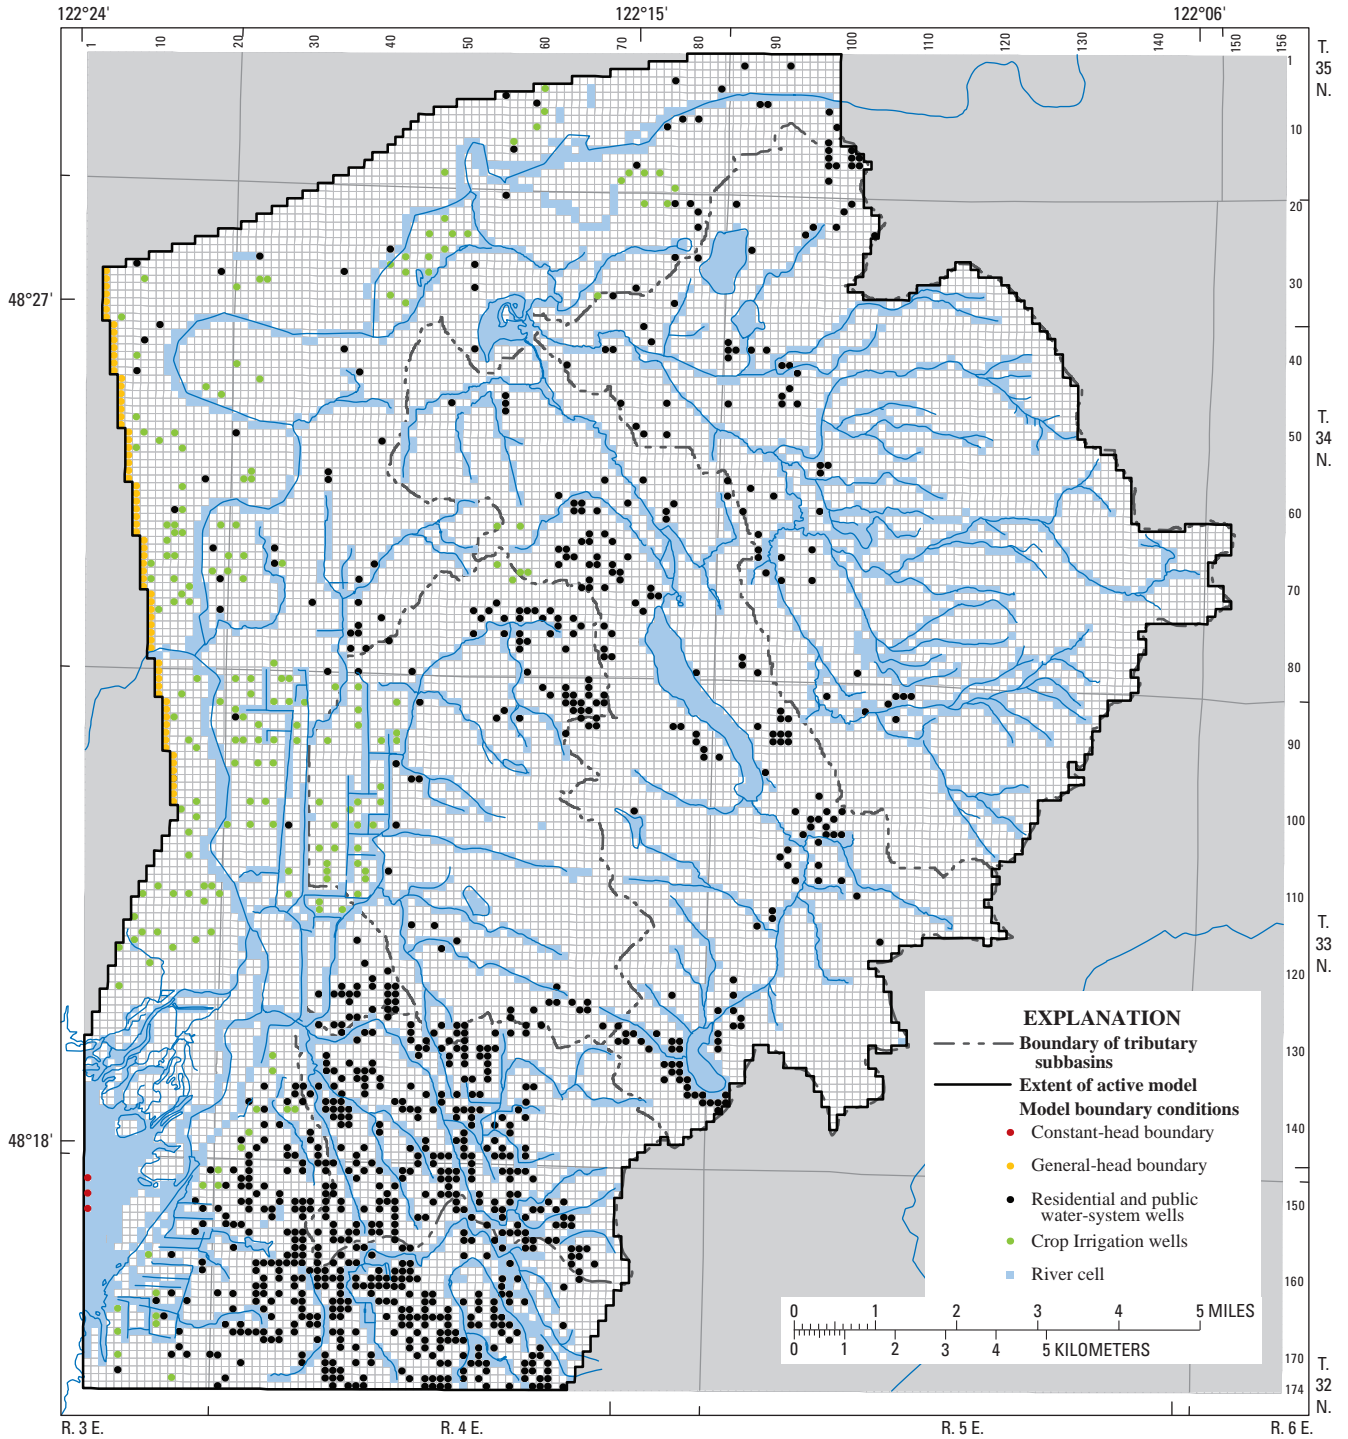 122°24'
122°15'
122°06'
1 10 20 30 40 50 60 70 80 90 100 110 120 130 140 150 156
T.
35
N.
1
10
20
30
40
50
60
70
80
90
100
110
120
130
140
150
160
170
174
48°27'
48°18'
T.
34
N.
T.
33
N.
T.
32
N.
EXPLANATION
Boundary of tributary
subbasins
Extent of active model
Model boundary conditions
Constant-head boundary
General-head boundary
Residential and public
water-system wells
Crop Irrigation wells
River cell
0 1 2 3 4 5 MILES
0 1 2 3 4 5 KILOMETERS
R. 3 E.
R. 4 E.
R. 5 E.
R. 6 E.